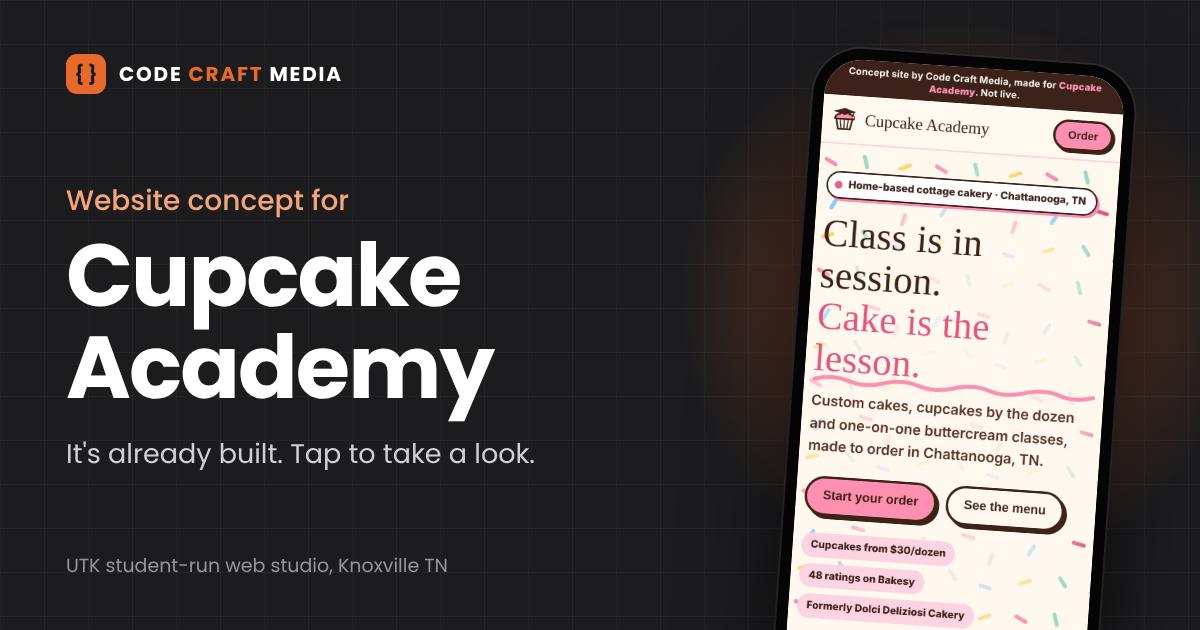 { } CODE CRAFT MEDIA
Website concept for
Cupcake
Academy
It's already built. Tap to take a look.
UTK student-run web studio, Knoxville TN
Concept site by Code Craft Media, made for Cupcake
Academy. Not live.
Cupcake Academy
Order
Home-based cottage cakery · Chattanooga, TN
Class is in
session.
Cake is the
lesson.
Custom cakes, cupcakes by the dozen
and one-on-one buttercream classes,
made to order in Chattanooga, TN.
Start your order
See the menu
Cupcakes from $30/dozen
48 ratings on Bakesy
Formerly Dolci Deliziosi Cakery